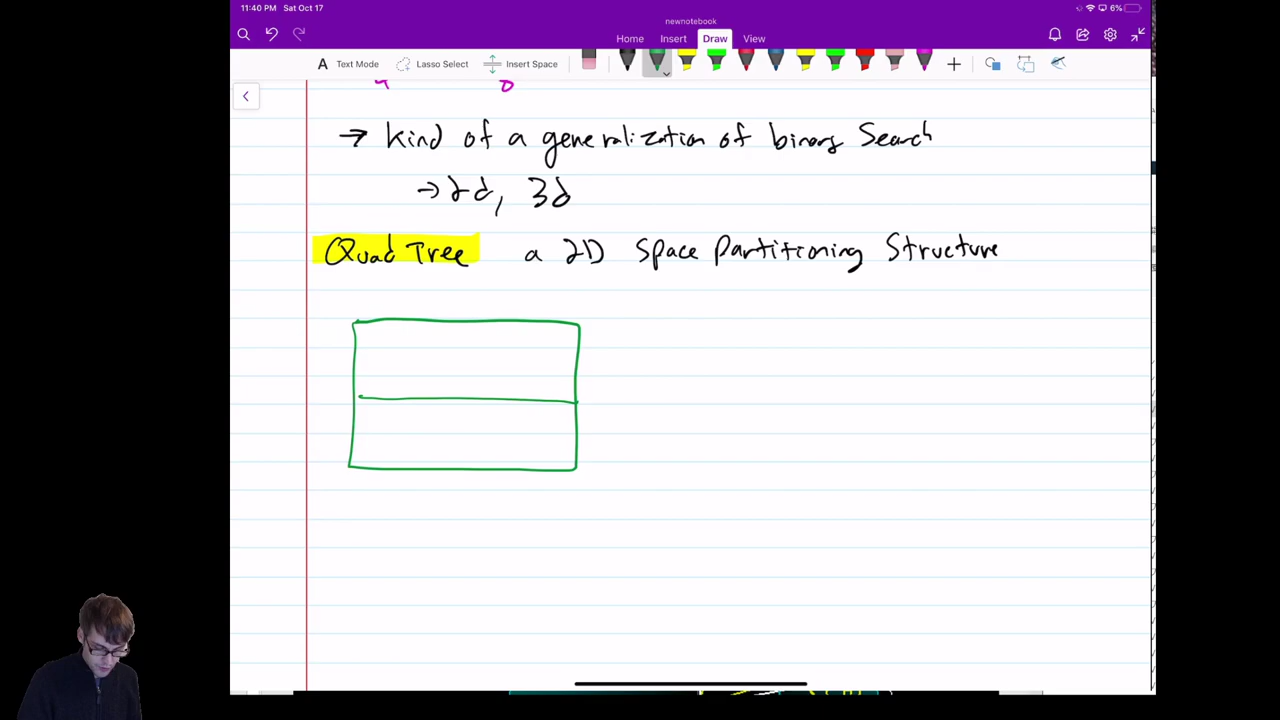 11:40 PM Sat Oct 17
6%
newnotebook
Home Insert Draw View
A Text Mode Lasso Select Insert Space
→ kind of a generalization of binary Search
→ 2d, 3d
Quad Tree a 2D Space Partitioning Structure